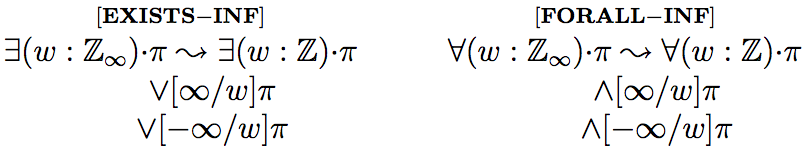 [EXISTS−INF]
∃(w : ℤ∞)·π ⇝ ∃(w : ℤ)·π
∨[∞/w]π
∨[−∞/w]π
[FORALL−INF]
∀(w : ℤ∞)·π ⇝ ∀(w : ℤ)·π
∧[∞/w]π
∧[−∞/w]π